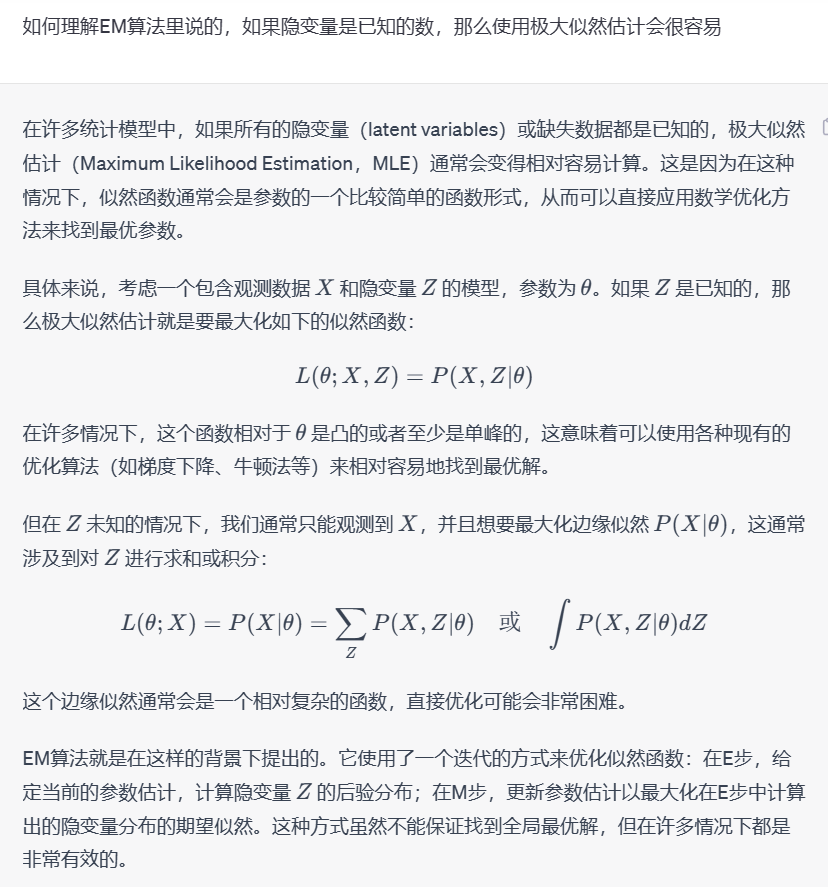 如何理解EM算法里说的，如果隐变量是已知的数，那么使用极大似然估计会很容易
在许多统计模型中，如果所有的隐变量（latent variables）或缺失数据都是已知的，极大似然
估计（Maximum Likelihood Estimation，MLE）通常会变得相对容易计算。这是因为在这种
情况下，似然函数通常会是参数的一个比较简单的函数形式，从而可以直接应用数学优化方
法来找到最优参数。
具体来说，考虑一个包含观测数据 X 和隐变量 Z 的模型，参数为 θ。如果 Z 是已知的，那
么极大似然估计就是要最大化如下的似然函数：
L(θ; X, Z) = P(X, Z|θ)
在许多情况下，这个函数相对于 θ 是凸的或者至少是单峰的，这意味着可以使用各种现有的
优化算法（如梯度下降、牛顿法等）来相对容易地找到最优解。
但在 Z 未知的情况下，我们通常只能观测到 X，并且想要最大化边缘似然 P(X|θ)，这通常
涉及到对 Z 进行求和或积分：
L(θ; X) = P(X|θ) = ∑_Z P(X, Z|θ) 或 ∫ P(X, Z|θ)dZ
这个边缘似然通常会是一个相对复杂的函数，直接优化可能会非常困难。
EM算法就是在这样的背景下提出的。它使用了一个迭代的方式来优化似然函数：在E步，给
定当前的参数估计，计算隐变量 Z 的后验分布；在M步，更新参数估计以最大化在E步中计算
出的隐变量分布的期望似然。这种方式虽然不能保证找到全局最优解，但在许多情况下都是
非常有效的。